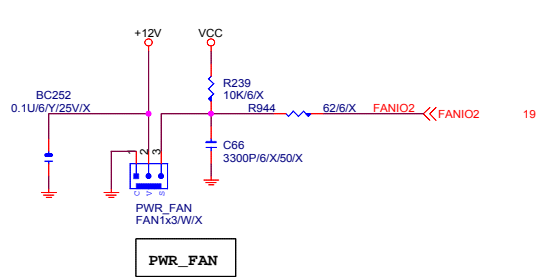 +12V
VCC
BC252
0.1U/6/Y/25V/X
R239
10K/6/X
R944
62/6/X
FANIO2
FANIO2
19
C66
3300P/6/X/50/X
1
2
3
C
V
S
PWR_FAN
FAN1x3/W/X
PWR_FAN